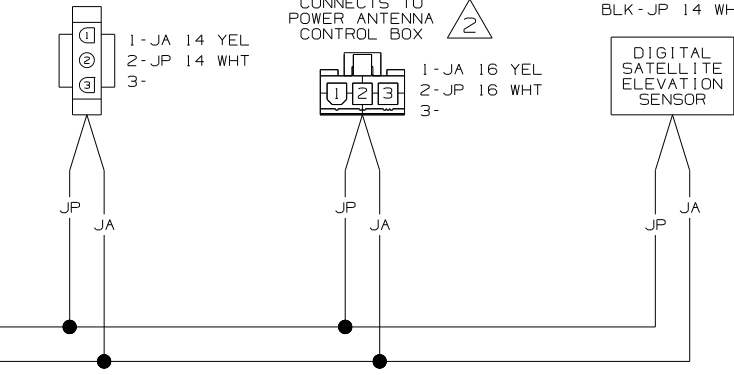 CONNECTS TO
POWER ANTENNA
CONTROL BOX
2
BLK-JP 14
1
2
3
1-JA 14 YEL
2-JP 14 WHT
3-
1
2
3
1-JA 16 YEL
2-JP 16 WHT
3-
DIGITAL
SATELLITE
ELEVATION
SENSOR
JP
JA
JP
JA
JP
JA